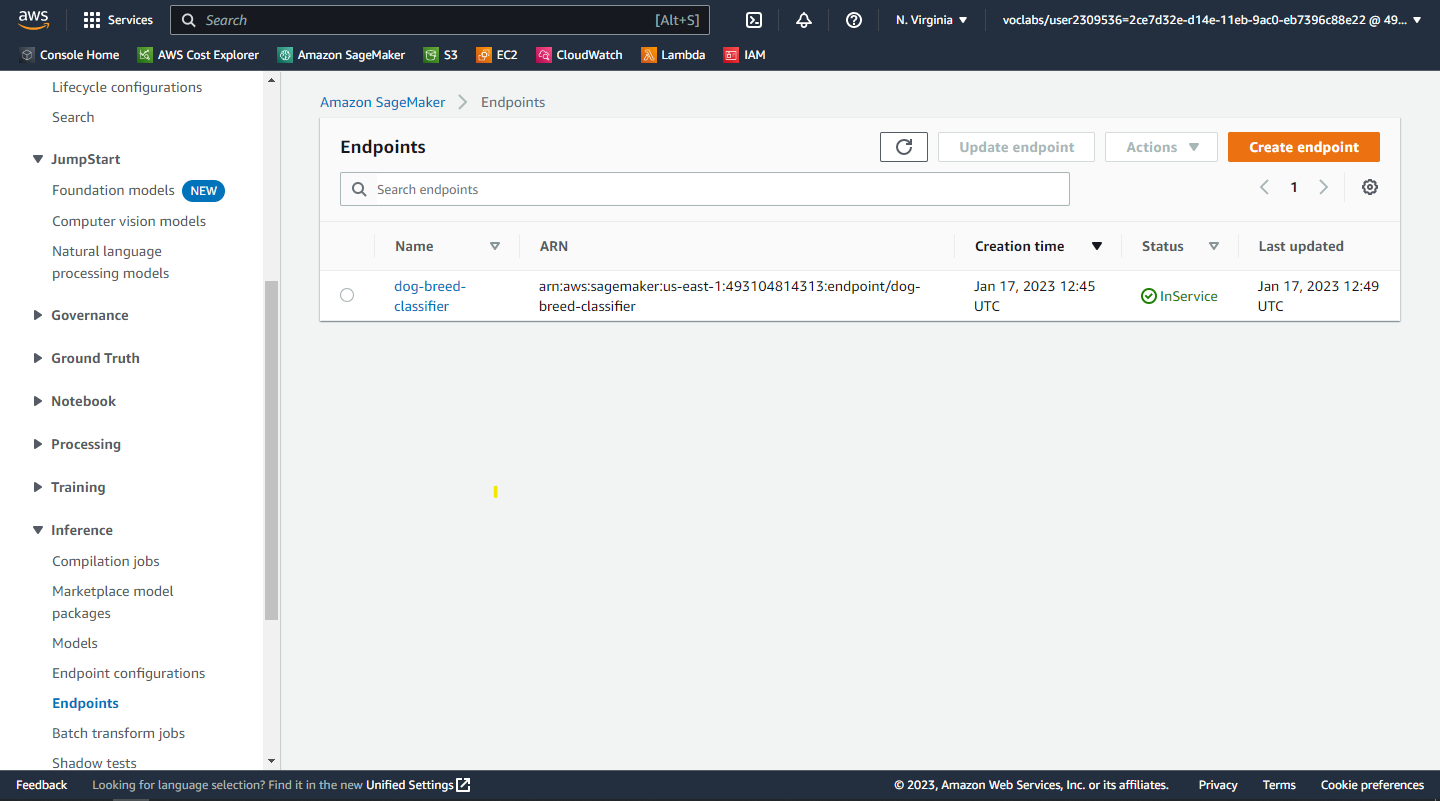 aws
Services
Search [Alt+S]
N. Virginia
voclabs/user2309536=2ce7d32e-d14e-11eb-9ac0-eb7396c88e22 @ 49...
Console Home
AWS Cost Explorer
Amazon SageMaker
S3
EC2
CloudWatch
Lambda
IAM
Lifecycle configurations
Search
JumpStart
Foundation models NEW
Computer vision models
Natural language
processing models
Governance
Ground Truth
Notebook
Processing
Training
Inference
Compilation jobs
Marketplace model
packages
Models
Endpoint configurations
Endpoints
Batch transform jobs
Shadow tests
Amazon SageMaker > Endpoints
Endpoints
Update endpoint
Actions
Create endpoint
Search endpoints
1
Name ARN Creation time Status Last updated
dog-breed-
classifier
arn:aws:sagemaker:us-east-1:493104814313:endpoint/dog-
breed-classifier
Jan 17, 2023 12:45
UTC
InService
Jan 17, 2023 12:49
UTC
Feedback
Looking for language selection? Find it in the new Unified Settings
© 2023, Amazon Web Services, Inc. or its affiliates.
Privacy
Terms
Cookie preferences